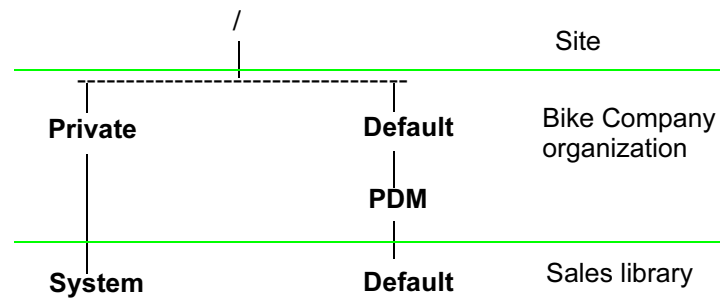 /
Site
Private
Default
Bike Company
organization
PDM
System
Default
Sales library